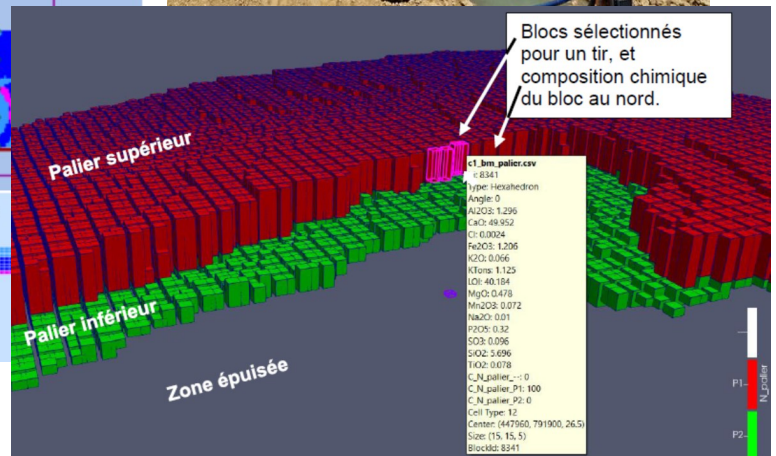 Blocs sélectionnés
pour un tir, et
composition chimique
du bloc au nord.
Palier supérieur
Palier inférieur
Zone épuisée
c1_bm_palier.csv
: 8341
Type: Hexahedron
Angle: 0
Al2O3: 1.296
CaO: 49.952
Cl: 0.0024
Fe2O3: 1.206
K2O: 0.066
KTons: 1.125
LOI: 40.184
MgO: 0.478
Mn2O3: 0.072
Na2O: 0.01
P2O5: 0.32
SO3: 0.096
SiO2: 5.696
TiO2: 0.078
C_N_palier_--: 0
C_N_palier_P1: 100
C_N_palier_P2: 0
Cell Type: 12
Center: (447960, 791900, 26.5)
Size: (15, 15, 5)
BlockId: 8341
P1
P2
N_palier